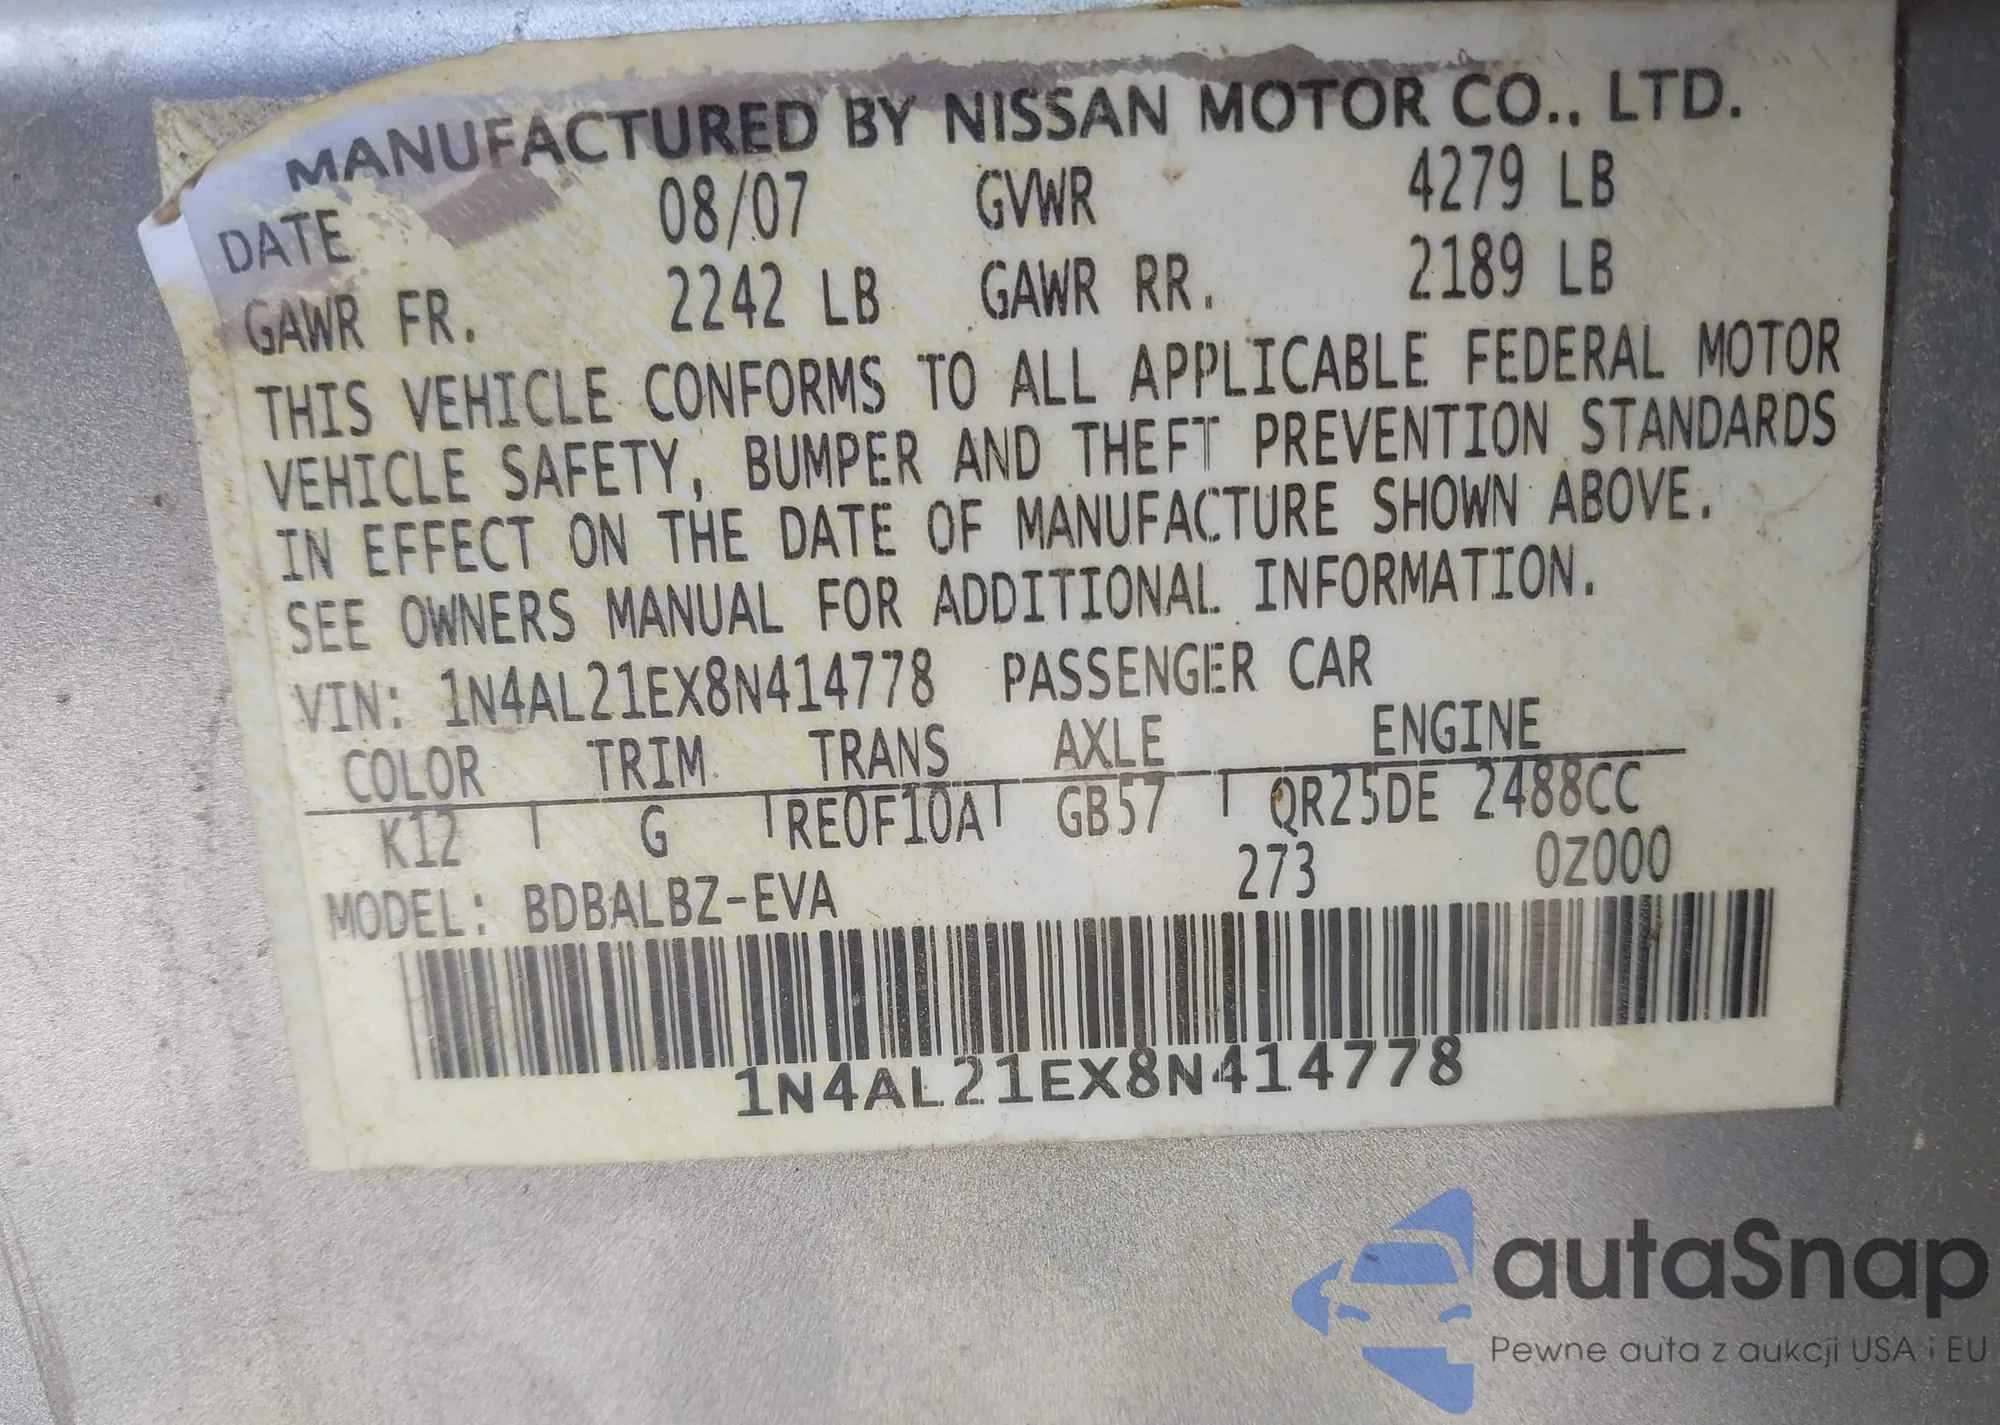 MANUFACTURED BY NISSAN MOTOR CO., LTD.
DATE 08/07 GVWR 4279 LB
GAWR FR. 2242 LB GAWR RR. 2189 LB
THIS VEHICLE CONFORMS TO ALL APPLICABLE FEDERAL MOTOR
VEHICLE SAFETY, BUMPER AND THEFT PREVENTION STANDARDS
IN EFFECT ON THE DATE OF MANUFACTURE SHOWN ABOVE.
SEE OWNERS MANUAL FOR ADDITIONAL INFORMATION.
VIN: 1N4AL21EX8N414778 PASSENGER CAR
COLOR TRIM TRANS AXLE ENGINE
K12 G RE0F10A GB57 QR25DE 2488CC
273 0Z000
MODEL: BDBALBZ-EVA
1N4AL21EX8N414778
autaSnap
Pewne auta z aukcji USA i EU